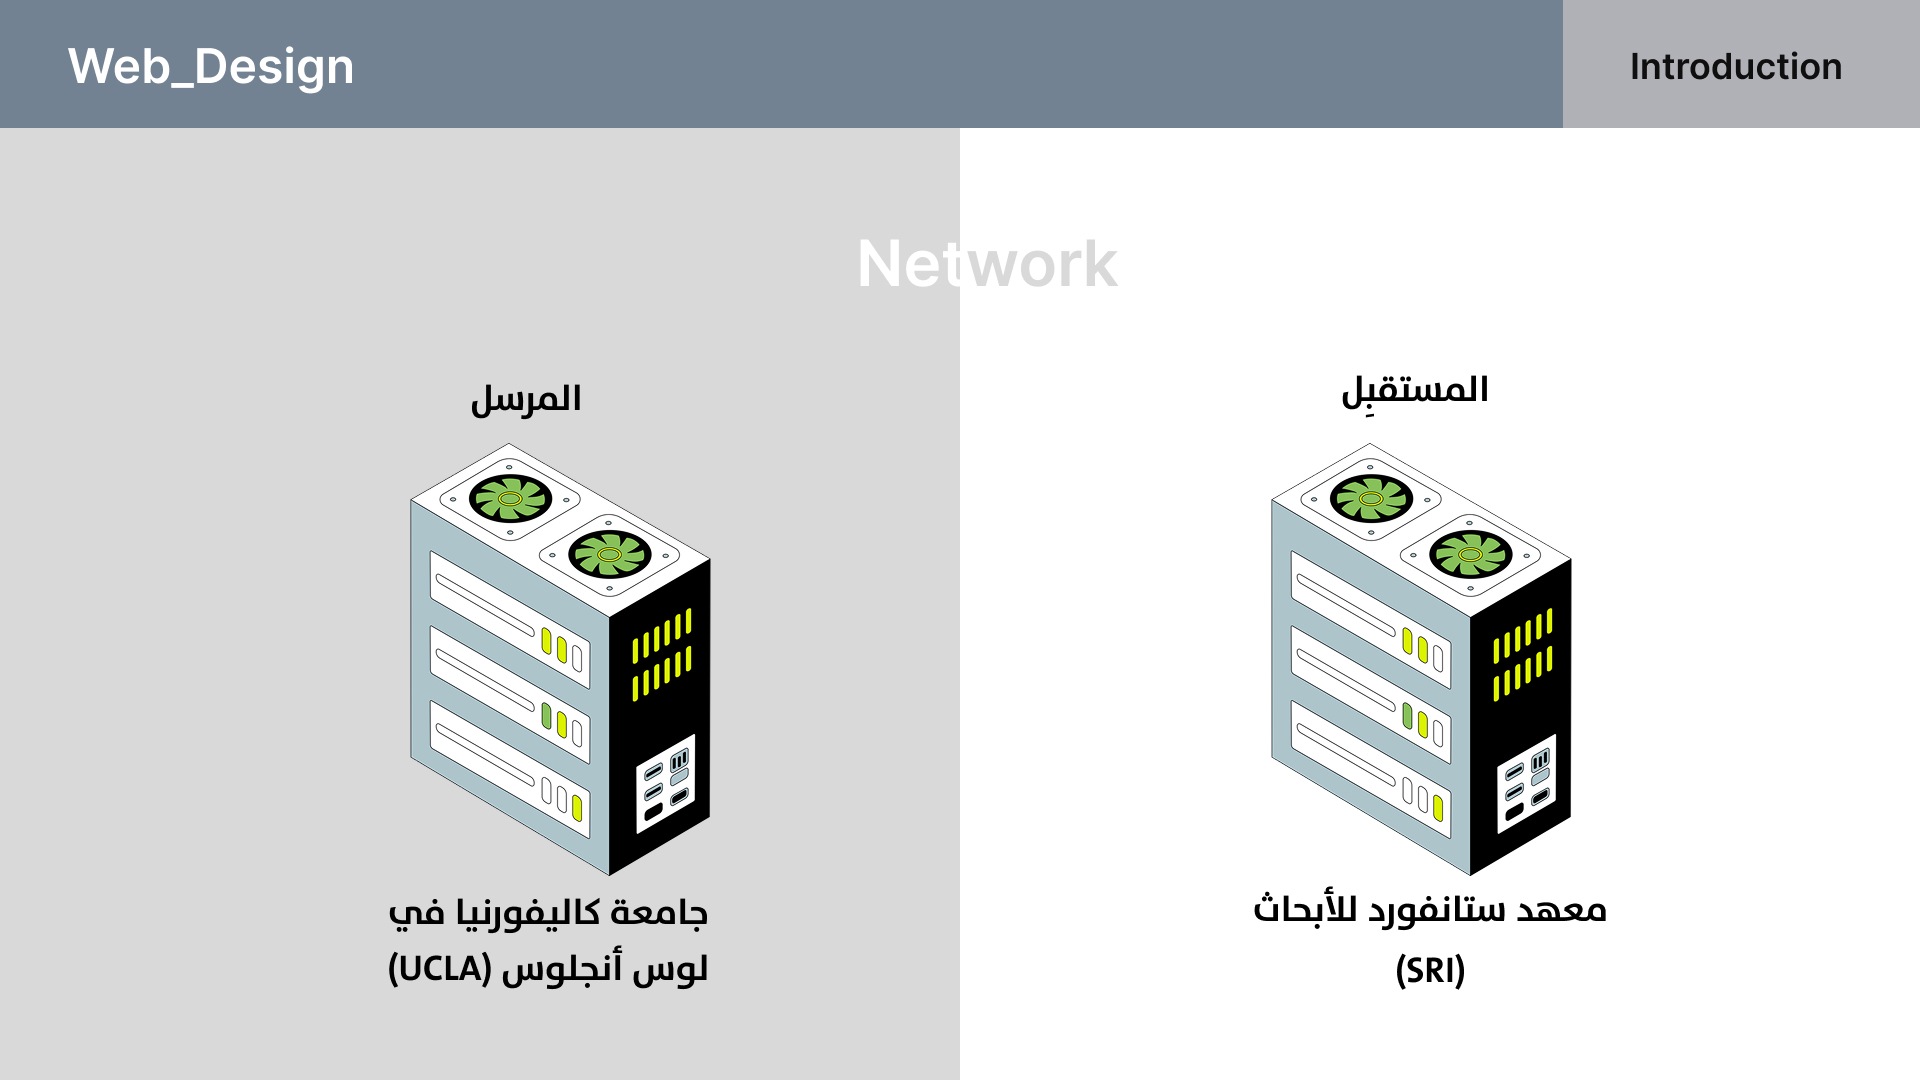 Web_Design
Introduction
Network
المرسل
المستقبِل
جامعة كاليفورنيا في
لوس أنجلوس (UCLA)
معهد ستانفورد للأبحاث
(SRI)